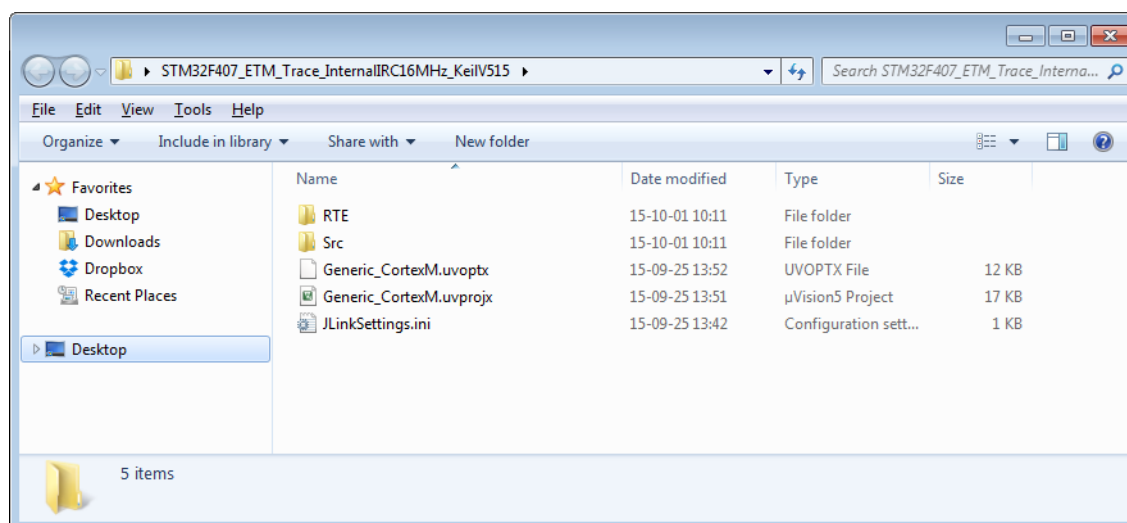 STM32F407_ETM_Trace_InternalIRC16MHz_KeilV515
Search STM32F407_ETM_Trace_Interna...
File Edit View Tools Help
Organize Include in library Share with New folder
Name Date modified Type Size
Favorites
Desktop
Downloads
Dropbox
Recent Places
Desktop
RTE 15-10-01 10:11 File folder
Src 15-10-01 10:11 File folder
Generic_CortexM.uvoptx 15-09-25 13:52 UVOPTX File 12 KB
Generic_CortexM.uvprojx 15-09-25 13:51 µVision5 Project 17 KB
JLinkSettings.ini 15-09-25 13:42 Configuration sett... 1 KB
5 items